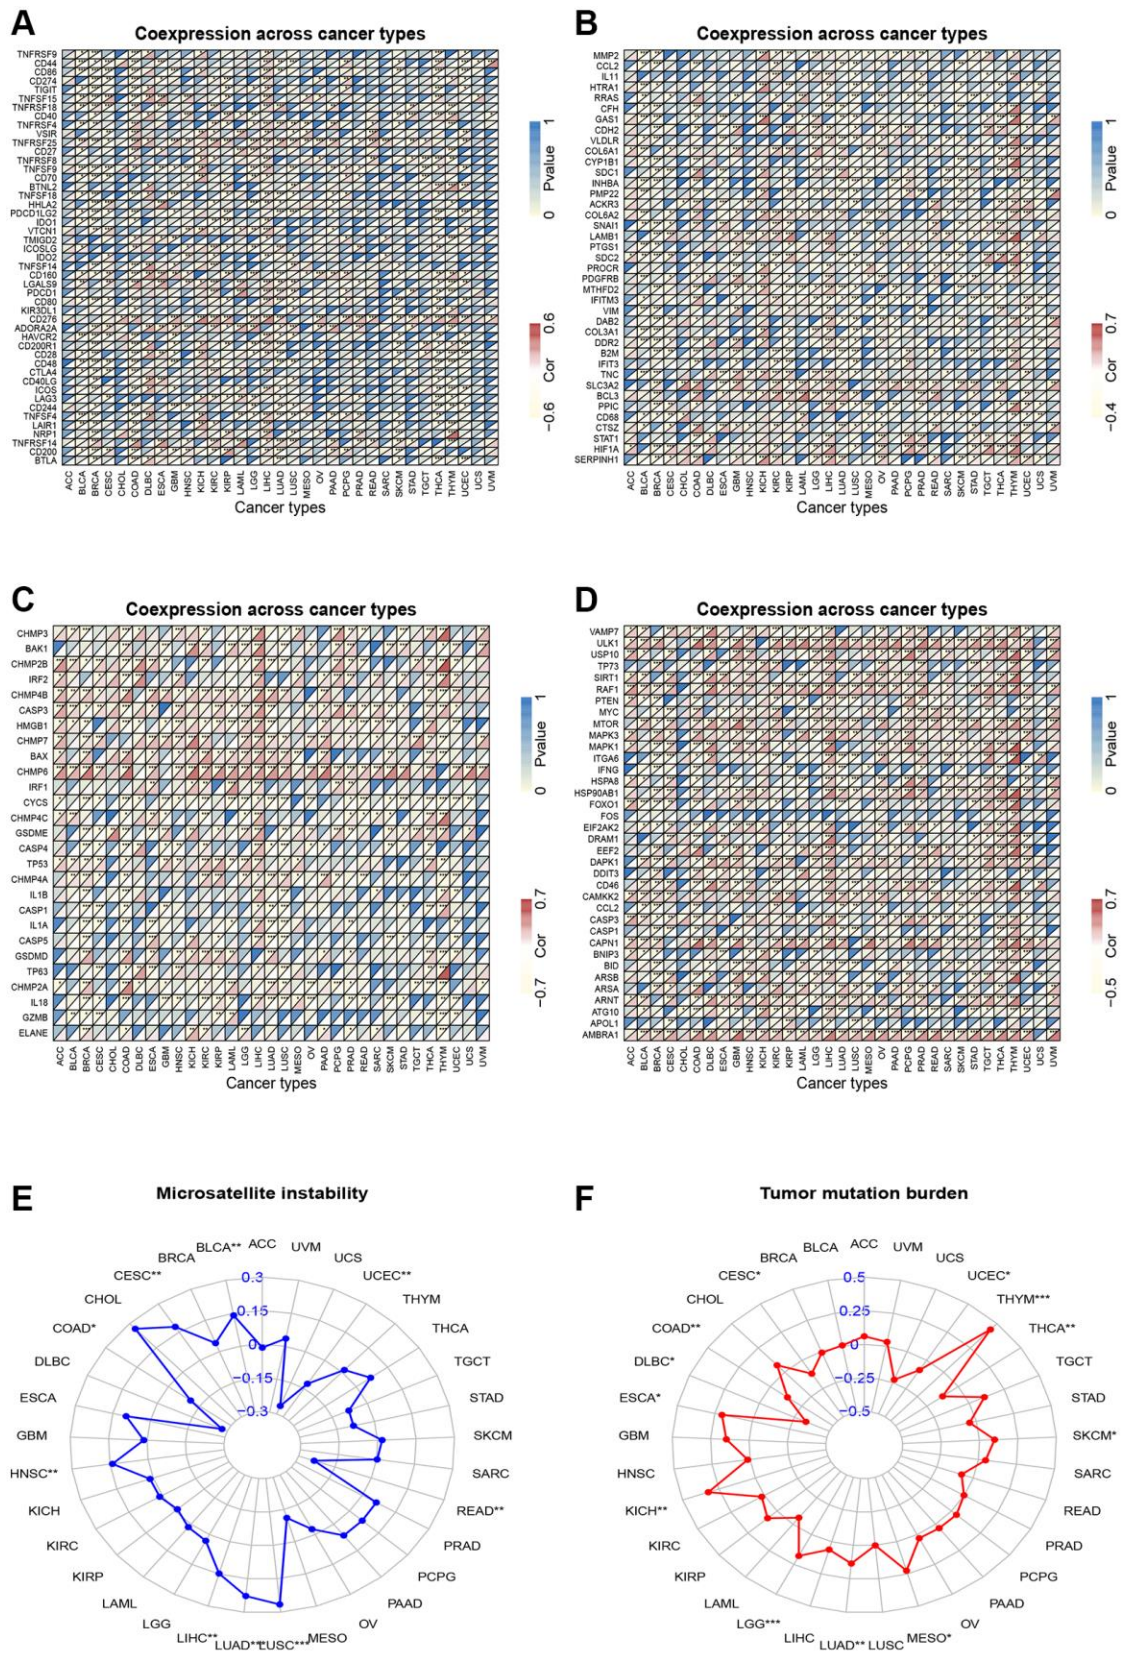 A
Coexpression across cancer types
TNFRSF9
CD44
CD86
CD274
TIGIT
TNFSF15
TNFRSF18
CD40
TNFRSF4
VSIR
TNFRSF25
CD27
TNFRSF8
TNFSF9
CD70
BTNL2
TNFSF18
HHLA2
PDCD1LG2
IDO1
VTCN1
TMIGD2
ICOSLG
IDO2
TNFSF14
CD160
LGALS9
PDCD1
CD80
KIR3DL1
CD276
ADORA2A
HAVCR2
CD200R1
CD28
CD48
CTLA4
CD40LG
ICOS
LAG3
CD244
TNFSF4
LAIR1
NRP1
TNFRSF14
CD200
BTLA
ACC BLCA BRCA CESC CHOL COAD DLBC ESCA GBM HNSC KICH KIRC KIRP LAML LGG LIHC LUAD LUSC MESO OV PAAD PCPG PRAD READ SARC SKCM STAD TGCT THCA THYM UCEC UCS UVM
Cancer types
Pvalue
0 1
Cor
−0.6 0.6
B
Coexpression across cancer types
MMP2
CCL2
IL11
HTRA1
RRAS
CFH
GAS1
CDH2
VLDLR
COL6A1
CYP1B1
SDC1
INHBA
PMP22
ACKR3
COL6A2
SNAI1
LAMB1
PTGS1
SDC2
PROCR
PDGFRB
MTHFD2
IFITM3
VIM
DAB2
COL3A1
DDR2
B2M
IFIT3
TNC
SLC3A2
BCL3
PPIC
CD68
CTSZ
STAT1
HIF1A
SERPINH1
ACC BLCA BRCA CESC CHOL COAD DLBC ESCA GBM HNSC KICH KIRC KIRP LAML LGG LIHC LUAD LUSC MESO OV PAAD PCPG PRAD READ SARC SKCM STAD TGCT THCA THYM UCEC UCS UVM
Cancer types
Pvalue
0 1
Cor
−0.4 0.7
C
Coexpression across cancer types
CHMP3
BAK1
CHMP2B
IRF2
CHMP4B
CASP3
HMGB1
CHMP7
BAX
CHMP6
IRF1
CYCS
CHMP4C
GSDME
CASP4
TP53
CHMP4A
IL1B
CASP1
IL1A
CASP5
GSDMD
TP63
CHMP2A
IL18
GZMB
ELANE
ACC BLCA BRCA CESC CHOL COAD DLBC ESCA GBM HNSC KICH KIRC KIRP LAML LGG LIHC LUAD LUSC MESO OV PAAD PCPG PRAD READ SARC SKCM STAD TGCT THCA THYM UCEC UCS UVM
Cancer types
Pvalue
0 1
Cor
−0.7 0.7
D
Coexpression across cancer types
VAMP7
ULK1
USP10
TP73
SIRT1
RAF1
PTEN
MYC
MTOR
MAPK3
MAPK1
ITGA6
IFNG
HSPA8
HSP90AB1
FOXO1
FOS
EIF2AK2
DRAM1
EEF2
DAPK1
DDIT3
CD46
CAMKK2
CCL2
CASP3
CASP1
CAPN1
BNIP3
BID
ARSB
ARSA
ARNT
ATG10
APOL1
AMBRA1
ACC BLCA BRCA CESC CHOL COAD DLBC ESCA GBM HNSC KICH KIRC KIRP LAML LGG LIHC LUAD LUSC MESO OV PAAD PCPG PRAD READ SARC SKCM STAD TGCT THCA THYM UCEC UCS UVM
Cancer types
Pvalue
0 1
Cor
−0.5 0.7
E
Microsatellite instability
ACC
BLCA**
BRCA
CESC**
CHOL
COAD*
DLBC
ESCA
GBM
HNSC**
KICH
KIRC
KIRP
LAML
LGG
LIHC**
LUSC***
MESO
OV
PAAD
PCPG
PRAD
READ**
SARC
SKCM
STAD
TGCT
THCA
THYM
UCEC**
UCS
UVM
0.3
0.15
0
−0.15
−0.3
F
Tumor mutation burden
ACC
BLCA
BRCA
CESC*
CHOL
COAD**
DLBC*
ESCA*
GBM
HNSC
KICH**
KIRC
KIRP
LAML
LGG***
LIHC
LUAD**
LUSC
MESO*
OV
PAAD
PCPG
PRAD
READ
SARC
SKCM*
STAD
TGCT
THCA**
THYM***
UCEC*
UCS
UVM
0.5
0.25
0
−0.25
−0.5